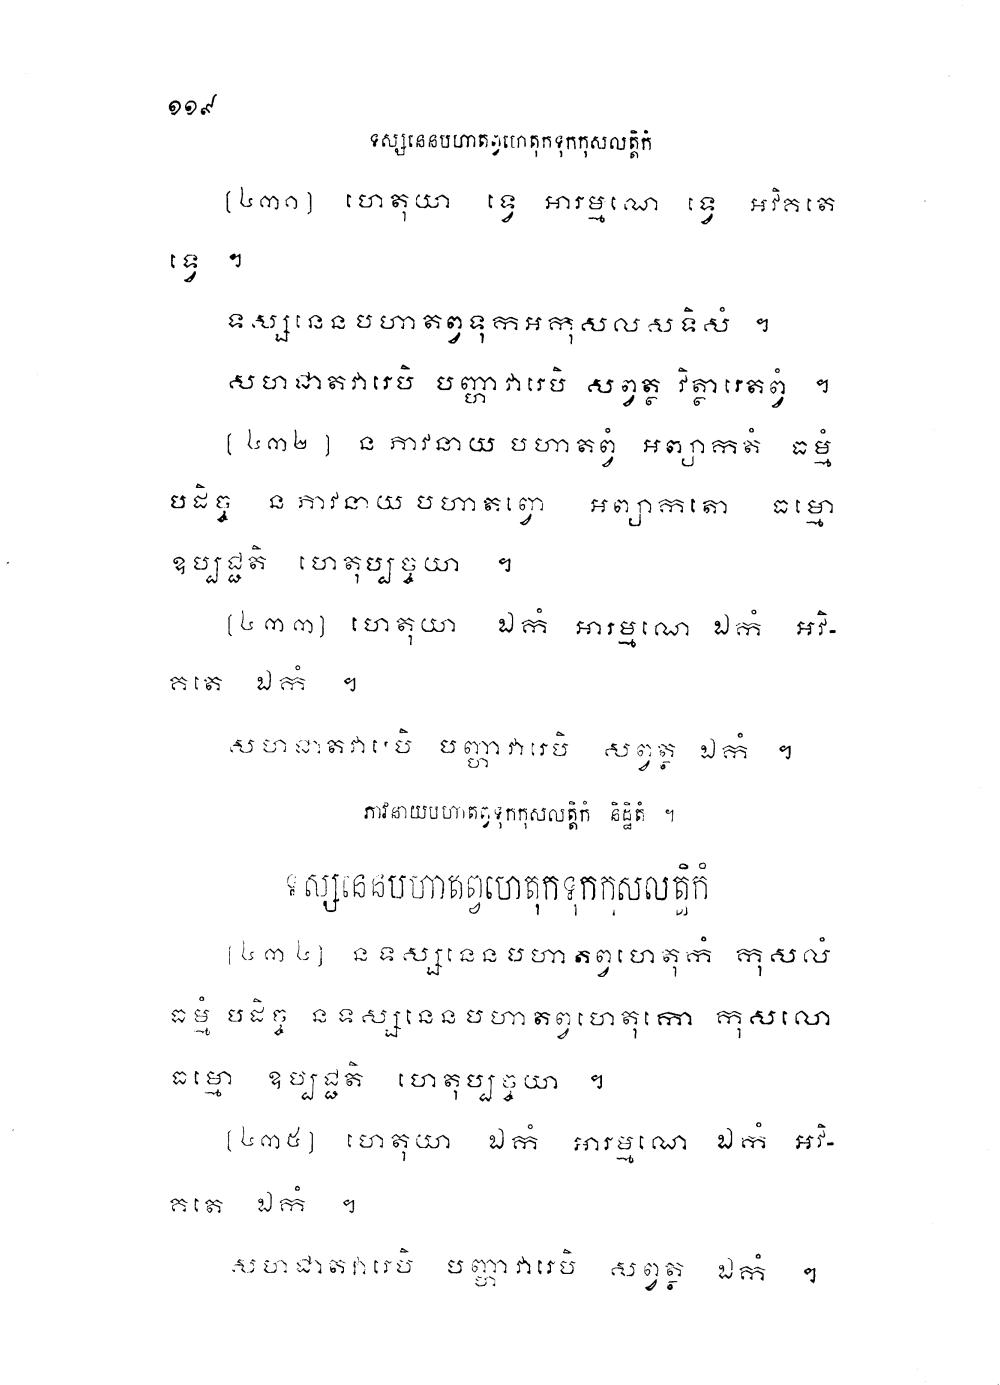 ១១៩
ទស្សនេនបហាតព្វហេតុកទុកកុសលត្តិកំ
[៤៣១] ហេតុយា ទ្វេ អារម្មណេ ទ្វេ អវិគតេ
ទ្វេ ។
ទស្សនេនបហាតព្វទុកអកុសលសទិសំ ។
សហជាតវារេបិ បញ្ហាវារេបិ សព្វត្ថ វិត្ថារេតព្វំ ។
[៤៣២] ន ភាវនាយ បហាតព្វំ អព្យាកតំ ធម្មំ
បដិច្ច ន ភាវនាយ បហាតព្វោ អព្យាកតោ ធម្មោ
ឧប្បជ្ជតិ ហេតុប្បច្ចយា ។
[៤៣៣] ហេតុយា ឯកំ អារម្មណេ ឯកំ អវិ-
គតេ ឯកំ ។
សហជាតវារេបិ បញ្ហាវារេបិ សព្វត្ថ ឯកំ ។
ភាវនាយបហាតព្វទុកកុសលត្តិកំ និដ្ឋិតំ ។
ទស្សនេនបហាតព្វហេតុកទុកកុសលត្តិកំ
[៤៣៤] នទស្សនេនបហាតព្វហេតុកំ កុសលំ
ធម្មំ បដិច្ច នទស្សនេនបហាតព្វហេតុកោ កុសលោ
ធម្មោ ឧប្បជ្ជតិ ហេតុប្បច្ចយា ។
[៤៣៥] ហេតុយា ឯកំ អារម្មណេ ឯកំ អវិ-
គតេ ឯកំ ។
សហជាតវារេបិ បញ្ហាវារេបិ សព្វត្ថ ឯកំ ។